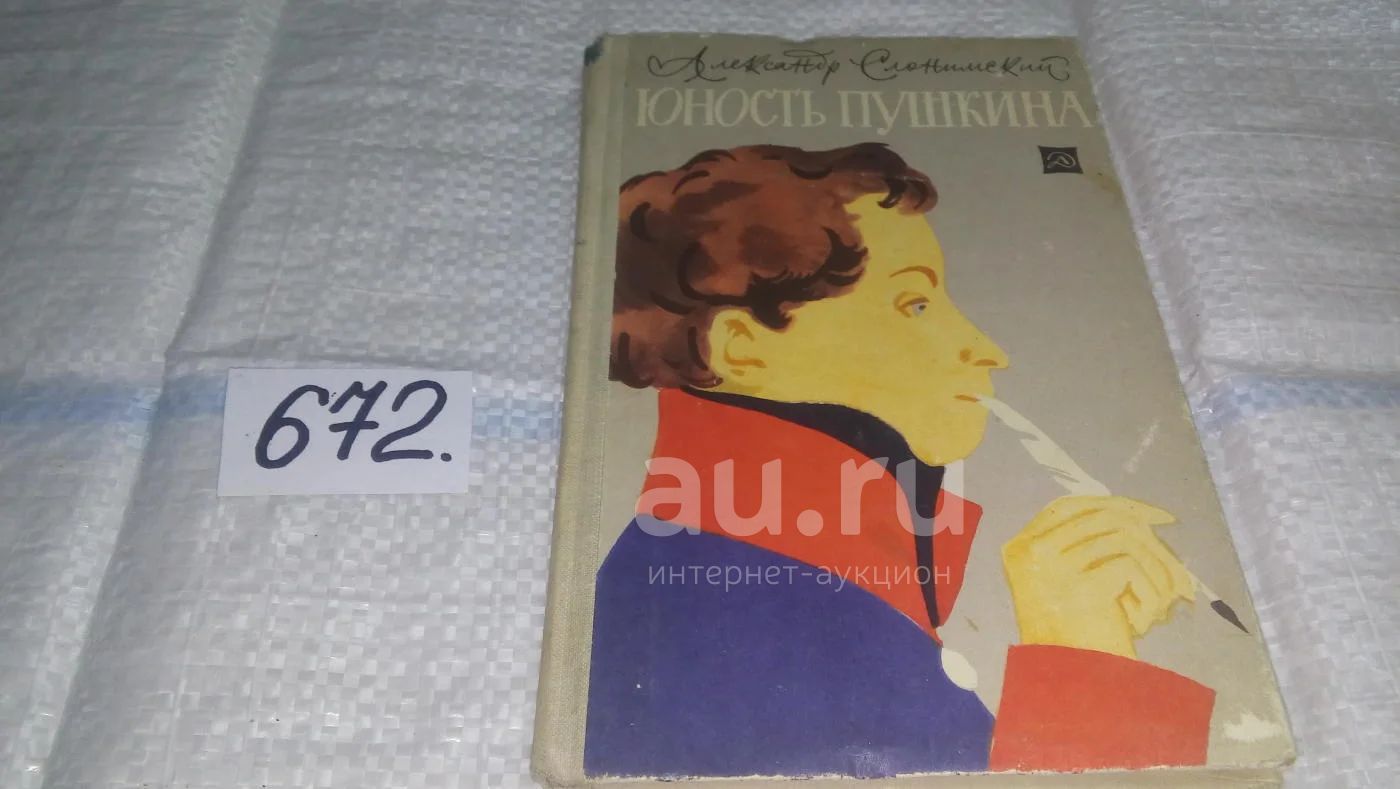 Александр Слонимский
ЮНОСТЬ ПУШКИНА
672.
au.ru
интернет-аукцион